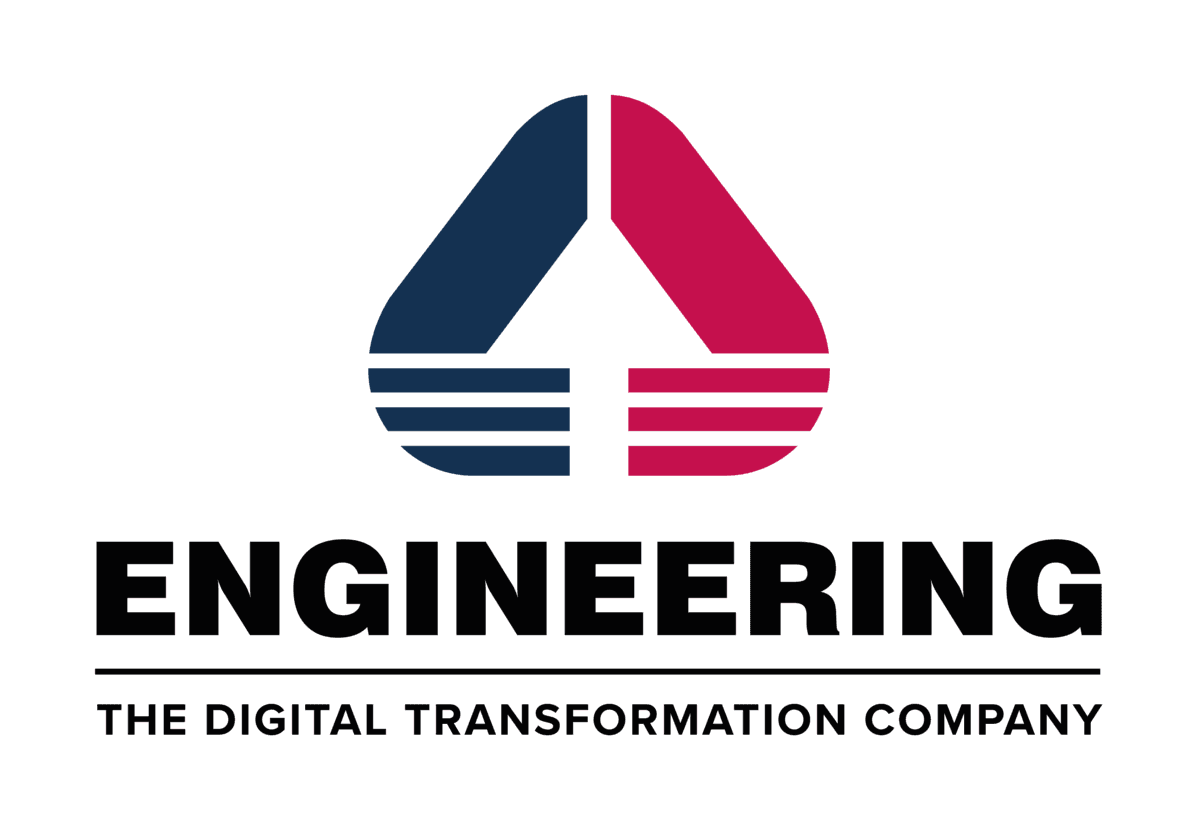 ENGINEERING
THE DIGITAL TRANSFORMATION COMPANY